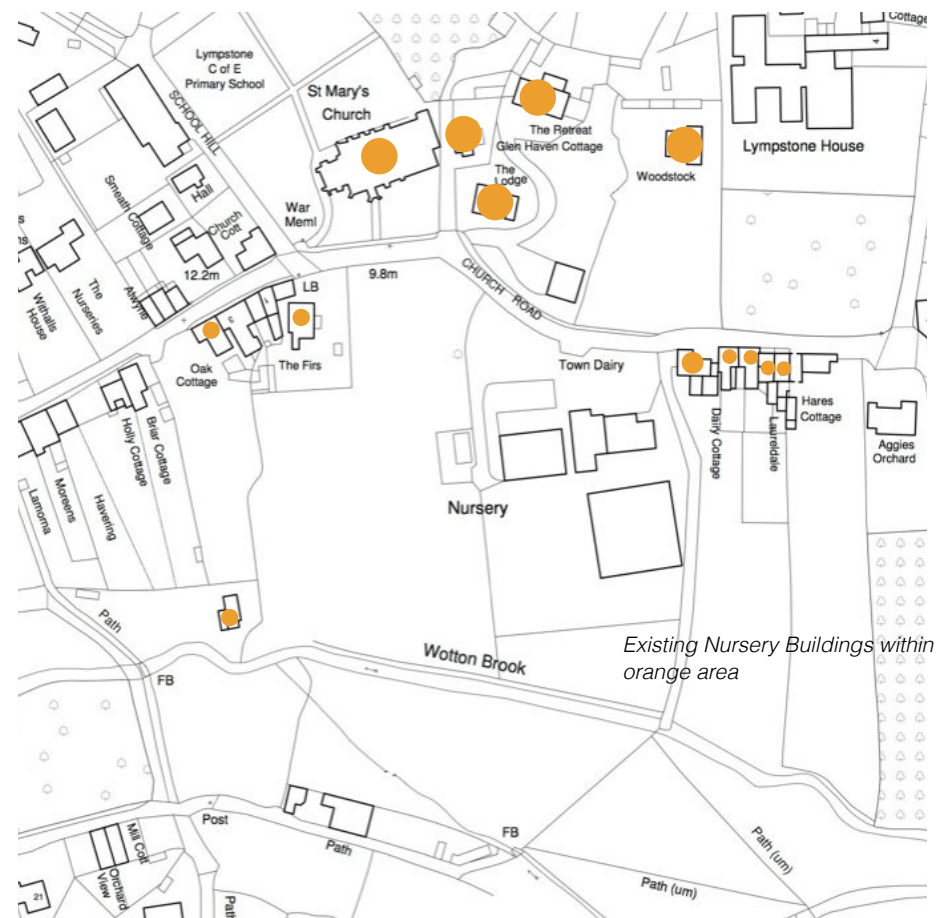 Cottage
4
Lympstone
C of E
Primary School
SCHOOL HILL
St Mary's
Church
The Retreat
Glen Haven Cottage
Lympstone House
Woodstock
The
Lodge
Smeath Cottage
Hall
War
Meml
Church
Cott
12.2m
9.8m
CHURCH ROAD
Withalls
House
The
Nurseries
Alwyne
LB
Oak
Cottage
The Firs
Town Dairy
Hares
Cottage
Dairy Cottage
Laureldale
Aggies
Orchard
Holly Cottage
Briar Cottage
Lamorna
Moreens
Havering
Nursery
Path
Existing Nursery Buildings within
orange area
Wotton Brook
FB
Post
Path
FB
Path (um)
Path (um)
Mill Cott
Orchard
View
21
Path